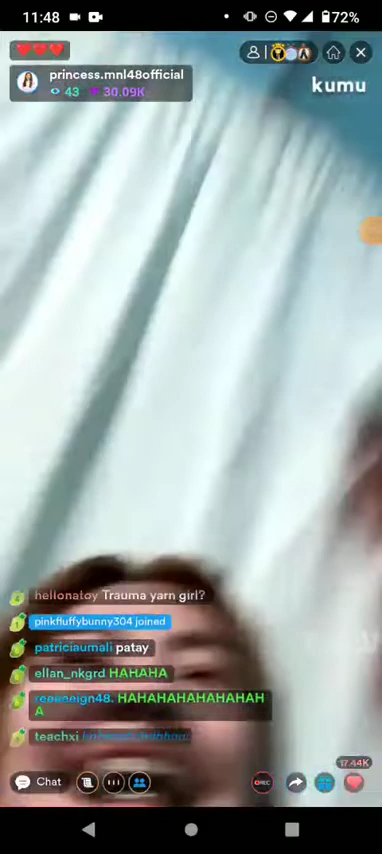 11:48
72%
princess.mnl48official
43 30.09K
kumu
hellonatoy Trauma yarn girl?
pinkfluffybunny304 joined
patriciaumali patay
ellan_nkgrd HAHAHA
HAHAHAHAHAHAHAH
A
teachxi
17.44K
Chat
REC